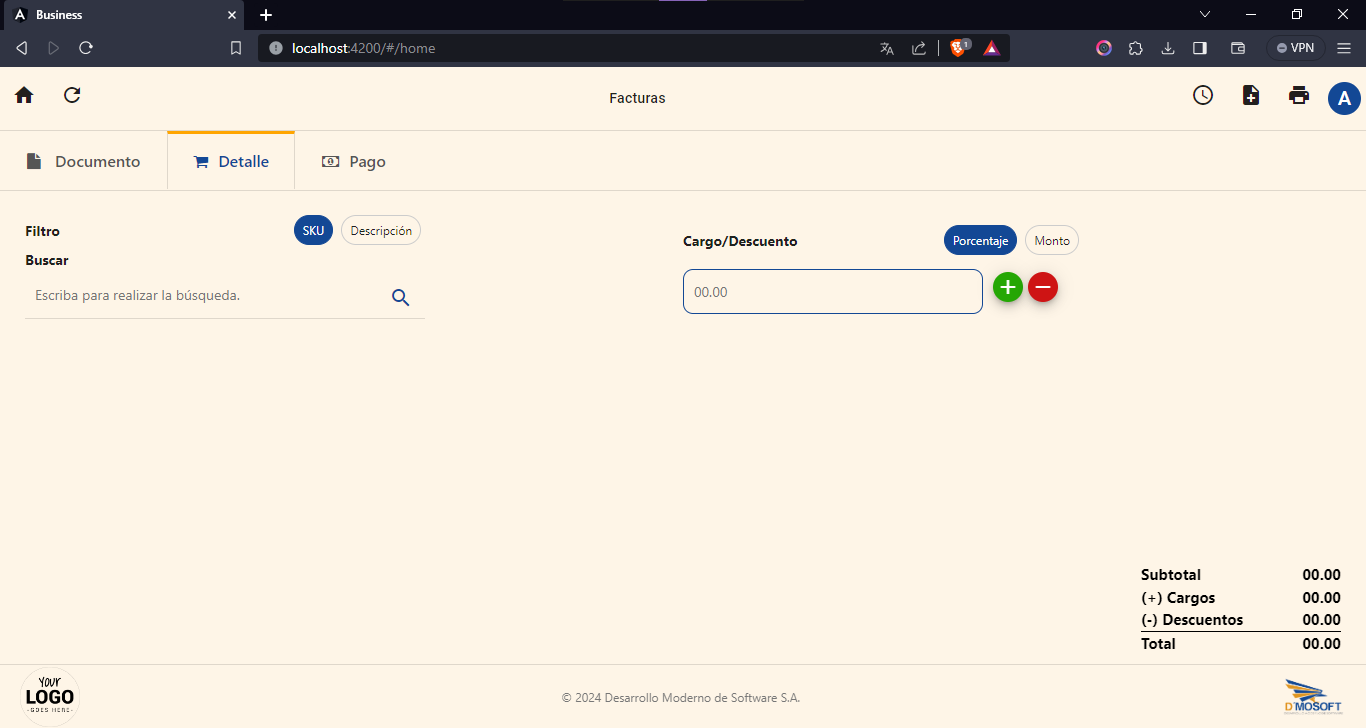 Business
localhost:4200/#/home
1
VPN
Facturas
A
Documento
Detalle
Pago
Filtro
SKU
Descripción
Buscar
Escriba para realizar la búsqueda.
Cargo/Descuento
Porcentaje
Monto
00.00
Subtotal 00.00
(+) Cargos 00.00
(-) Descuentos 00.00
Total 00.00
YOUR
LOGO
-GOES HERE-
© 2024 Desarrollo Moderno de Software S.A.
D'MOSOFT